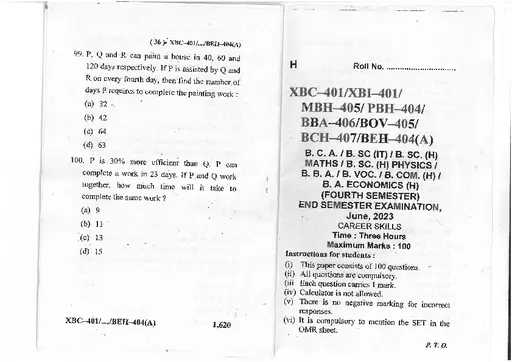 ( 36 ) XBC-401/..../BEH-404(A)
99. P, Q and R can paint a house in 40, 60 and
120 days respectively. If P is assisted by Q and
R on every fourth day, then find the number of
days P requires to complete the painting work :
(a) 32
(b) 42
(c) 64
(d) 63
100. P is 30% more efficient than Q. P can
complete a work in 23 days. If P and Q work
together, how much time will it take to
complete the same work ?
(a) 9
(b) 11
(c) 13
(d) 15
XBC-401/..../BEH-404(A) 1,620
H Roll No. ..............................
XBC-401/XBI-401/
MBH-405/ PBH-404/
BBA-406/BOV-405/
BCH-407/BEH-404(A)
B. C. A. / B. SC (IT) / B. SC. (H)
MATHS / B. SC. (H) PHYSICS /
B. B. A. / B. VOC. / B. COM. (H) /
B. A. ECONOMICS (H)
(FOURTH SEMESTER)
END SEMESTER EXAMINATION,
June, 2023
CAREER SKILLS
Time : Three Hours
Maximum Marks : 100
Instructions for students :
(i) This paper consists of 100 questions.
(ii) All questions are compulsory.
(iii Each question carries 1 mark.
(iv) Calculator is not allowed.
(v) There is no negative marking for incorrect
responses.
(vi) It is compulsory to mention the SET in the
OMR sheet.
P. T. O.